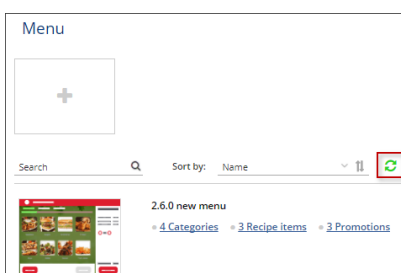 Menu
Search Sort by: Name
2.6.0 new menu
4 Categories 3 Recipe items 3 Promotions